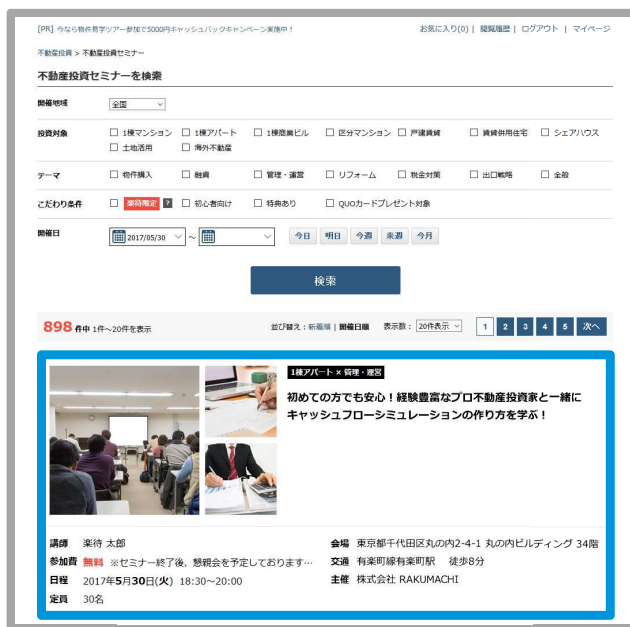 [PR] 今なら物件見学ツアー参加で5000円キャッシュバックキャンペーン実施中！ お気に入り(0) | 閲覧履歴 | ログアウト | マイページ
不動産投資 > 不動産投資セミナー
不動産投資セミナーを検索
開催地域 全国
投資対象 1棟マンション 1棟アパート 1棟商業ビル 区分マンション 戸建賃貸 賃貸併用住宅 シェアハウス
土地活用 海外不動産
テーマ 物件購入 融資 管理・運営 リフォーム 税金対策 出口戦略 全般
こだわり条件 楽待限定 ? 初心者向け 特典あり QUOカードプレゼント対象
開催日 2017/05/30 ～ 今日 明日 今週 来週 今月
検索
898 件中 1件～20件を表示 並び替え：新着順 | 開催日順 表示数： 20件表示 1 2 3 4 5 次へ
1棟アパート × 管理・運営
初めての方でも安心！経験豊富なプロ不動産投資家と一緒に
キャッシュフローシミュレーションの作り方を学ぶ！
講師 楽待 太郎 会場 東京都千代田区丸の内2-4-1 丸の内ビルディング 34階
参加費 無料 ※セミナー終了後、懇親会を予定しております… 交通 有楽町線有楽町駅 徒歩8分
日程 2017年5月30日(火) 18:30～20:00 主催 株式会社 RAKUMACHI
定員 30名